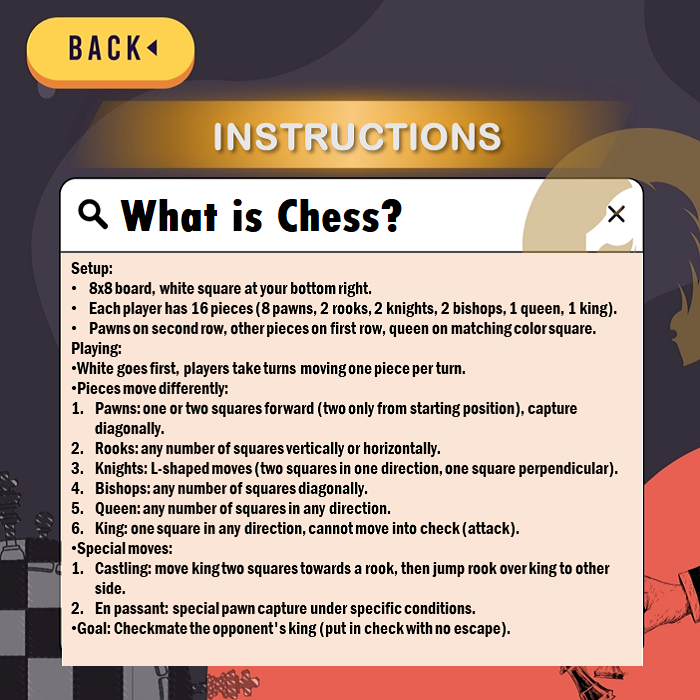 BACK
INSTRUCTIONS
What is Chess?
Setup:
• 8x8 board, white square at your bottom right.
• Each player has 16 pieces (8 pawns, 2 rooks, 2 knights, 2 bishops, 1 queen, 1 king).
• Pawns on second row, other pieces on first row, queen on matching color square.
Playing:
•White goes first, players take turns moving one piece per turn.
•Pieces move differently:
1. Pawns: one or two squares forward (two only from starting position), capture
diagonally.
2. Rooks: any number of squares vertically or horizontally.
3. Knights: L-shaped moves (two squares in one direction, one square perpendicular).
4. Bishops: any number of squares diagonally.
5. Queen: any number of squares in any direction.
6. King: one square in any direction, cannot move into check (attack).
•Special moves:
1. Castling: move king two squares towards a rook, then jump rook over king to other
side.
2. En passant: special pawn capture under specific conditions.
•Goal: Checkmate the opponent's king (put in check with no escape).